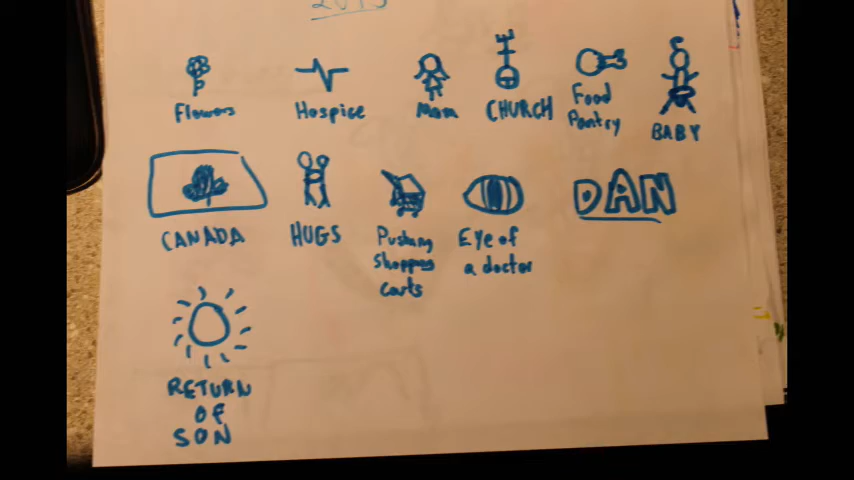 Flowers
Hospice
Mom
CHURCH
Food
Pantry
BABY
CANADA
HUGS
Pushing
Shopping
carts
Eye of
a doctor
DAN
RETURN
OF
SON